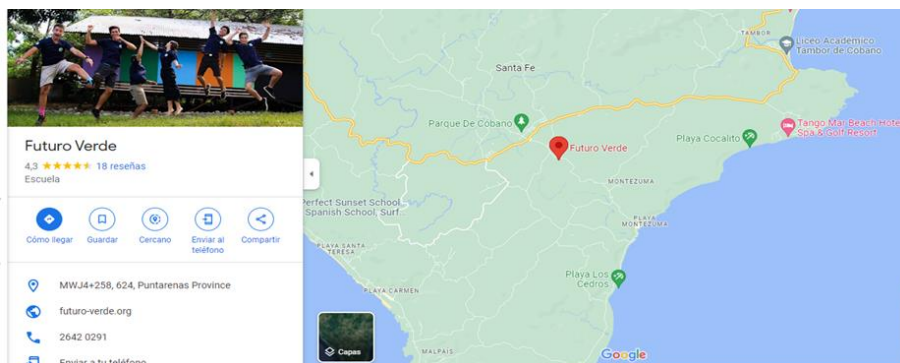 Futuro Verde
4,3 18 reseñas
Escuela
Cómo llegar
Guardar
Cercano
Enviar al
teléfono
Compartir
MWJ4+258, 624, Puntarenas Province
futuro-verde.org
2642 0291
Enviar a tu teléfono
TAMBOR
Liceo Académico
Tambor de Cobano
Santa Fe
Parque De Cobano
Tango Mar Beach Hote
Spa & Golf Resort
Playa Cocalito
Futuro Verde
MONTEZUMA
Perfect Sunset School
Spanish School, Surf...
PLAYA
MONTEZUMA
PLAYA SANTA
TERESA
Playa Los
Cedros
PLAYA CARMEN
Capas
MALPAIS
Google